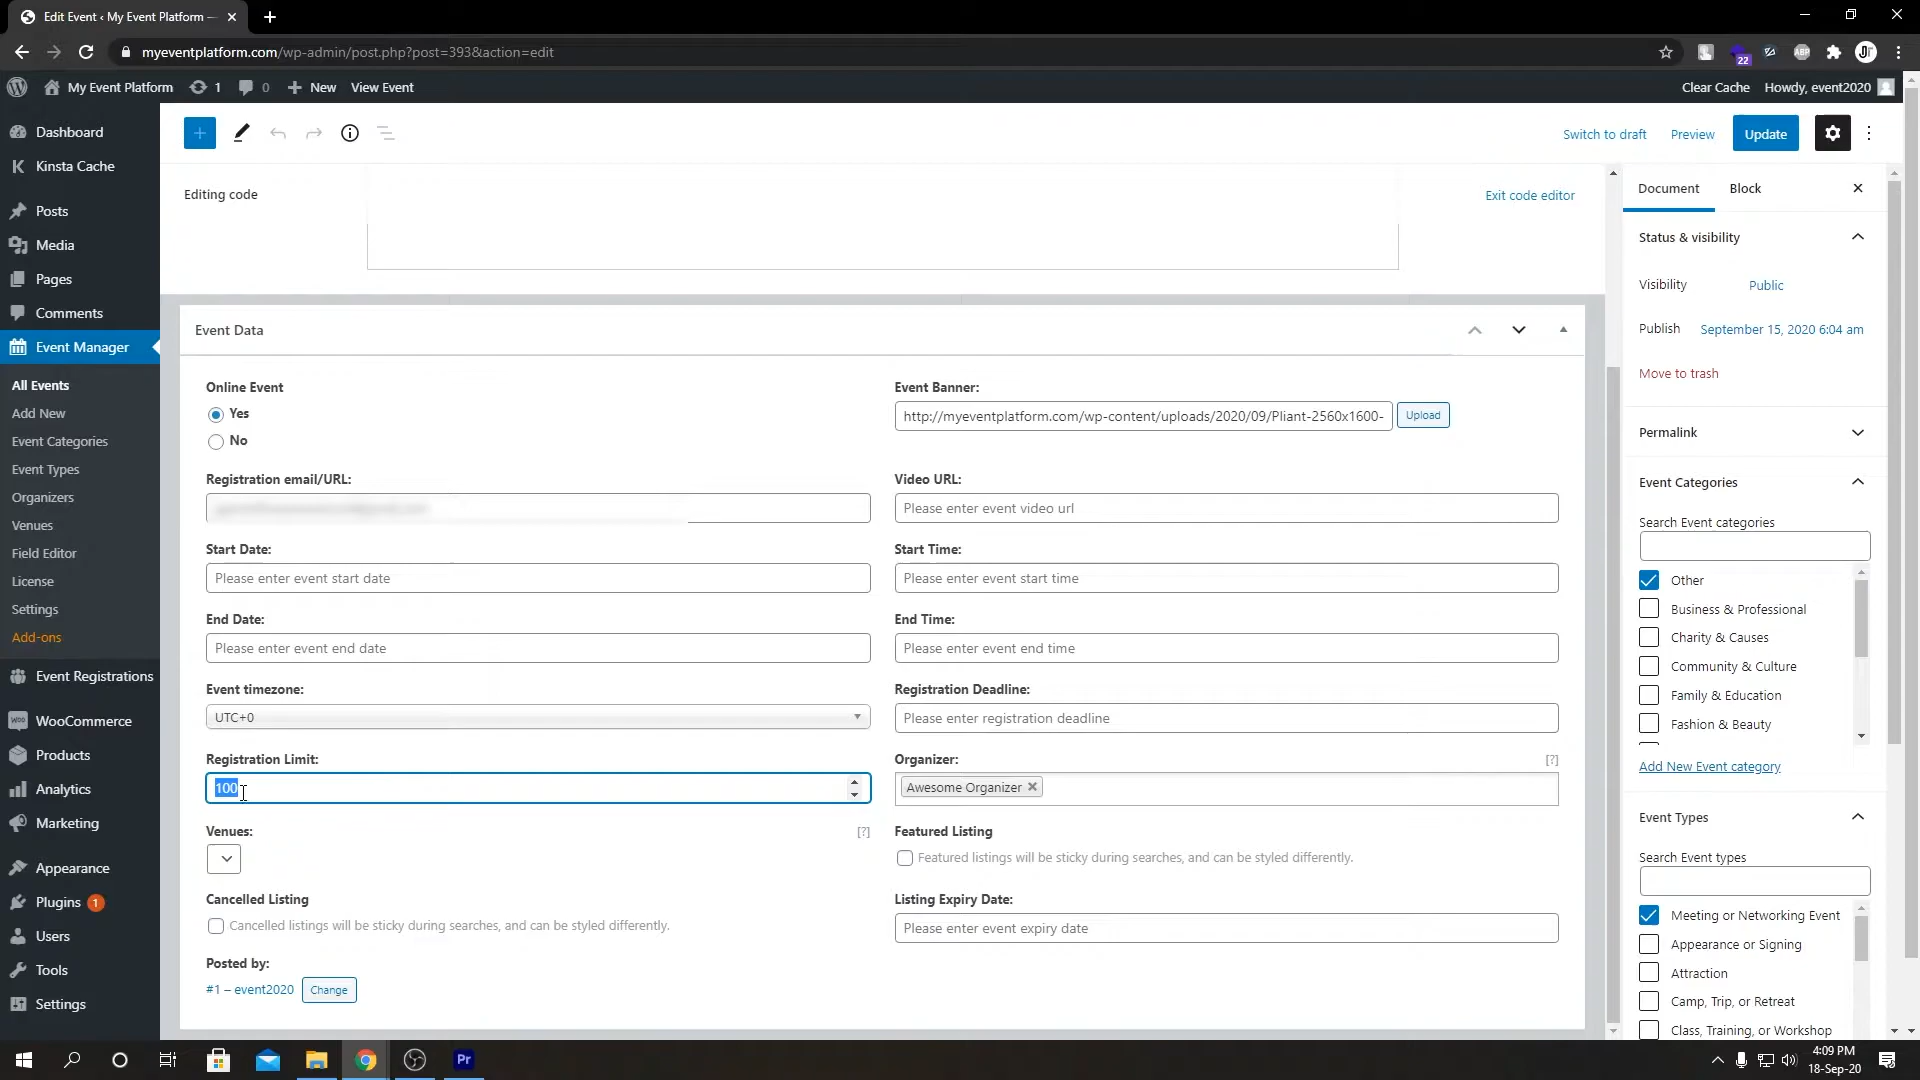 Edit Event ‹ My Event Platform —
myeventplatform.com/wp-admin/post.php?post=393&action=edit
22
ABP
My Event Platform
1
0
New
View Event
Clear Cache
Howdy, event2020
Dashboard
Kinsta Cache
Posts
Media
Pages
Comments
Event Manager
All Events
Add New
Event Categories
Event Types
Organizers
Venues
Field Editor
License
Settings
Add-ons
Event Registrations
WooCommerce
Products
Analytics
Marketing
Appearance
Plugins 1
Users
Tools
Settings
Switch to draft
Preview
Update
Editing code
Exit code editor
Event Data
Online Event
Yes
No
Event Banner:
http://myeventplatform.com/wp-content/uploads/2020/09/Pliant-2560x1600-
Upload
Registration email/URL:
Video URL:
Please enter event video url
Start Date:
Please enter event start date
Start Time:
Please enter event start time
End Date:
Please enter event end date
End Time:
Please enter event end time
Event timezone:
UTC+0
Registration Deadline:
Please enter registration deadline
Registration Limit:
100
Organizer:
[?]
Awesome Organizer
Venues:
[?]
Featured Listing
Featured listings will be sticky during searches, and can be styled differently.
Cancelled Listing
Cancelled listings will be sticky during searches, and can be styled differently.
Listing Expiry Date:
Please enter event expiry date
Posted by:
#1 – event2020
Change
Document
Block
Status & visibility
Visibility
Public
Publish
September 15, 2020 6:04 am
Move to trash
Permalink
Event Categories
Search Event categories
Other
Business & Professional
Charity & Causes
Community & Culture
Family & Education
Fashion & Beauty
Add New Event category
Event Types
Search Event types
Meeting or Networking Event
Appearance or Signing
Attraction
Camp, Trip, or Retreat
Class, Training, or Workshop
Pr
4:09 PM
18-Sep-20